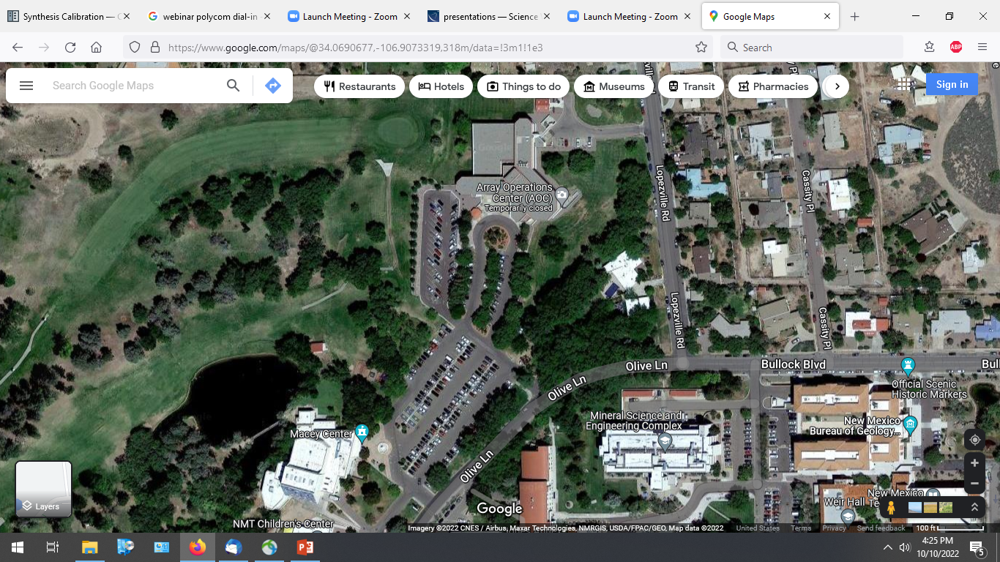 Synthesis Calibration — C
webinar polycom dial-in -
Launch Meeting - Zoom
presentations — Science
Launch Meeting - Zoom
Google Maps
https://www.google.com/maps/@34.0690677,-106.9073319,318m/data=!3m1!1e3
Search
ABP
Search Google Maps
Restaurants
Hotels
Things to do
Museums
Transit
Pharmacies
Sign in
Lopezville Rd
Cassity Pl
Array Operations
Center (AOC)
Temporarily closed
Lopezville Rd
Cassity Pl
Olive Ln
Bullock Blvd
Bul
Olive Ln
Official Scenic
Historic Markers
Mineral Science and
Engineering Complex
New Mexico
Bureau of Geology...
Macey Center
Olive Ln
New Mexico
Te
Weir Hall
Layers
Google
NMT Children's Center
Imagery ©2022 CNES / Airbus, Maxar Technologies, NMRGIS, USDA/FPAC/GEO, Map data ©2022
United States
Terms
Privacy
Send feedback
100 ft
4:25 PM
10/10/2022
5